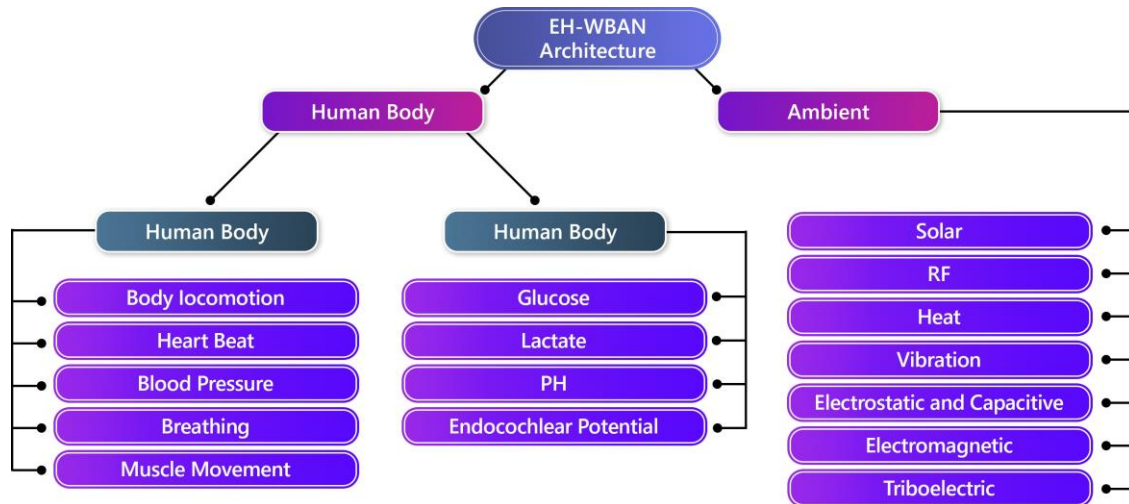 EH-WBAN
Architecture
Human Body
Ambient
Human Body
Body locomotion
Heart Beat
Blood Pressure
Breathing
Muscle Movement
Human Body
Glucose
Lactate
PH
Endocochlear Potential
Solar
RF
Heat
Vibration
Electrostatic and Capacitive
Electromagnetic
Triboelectric